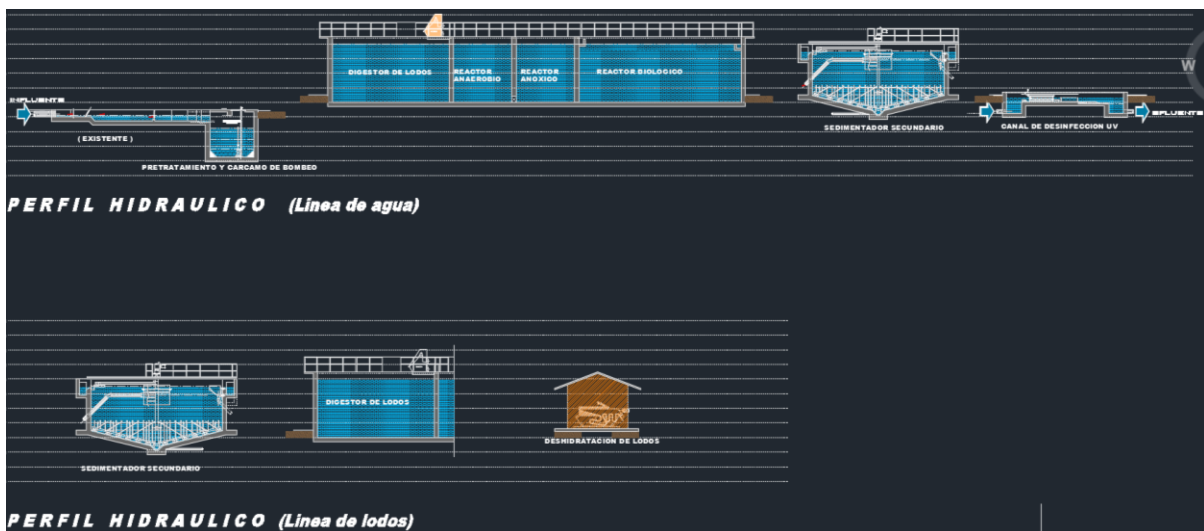 DIGESTOR DE LODOS
REACTOR
ANAEROBIO
REACTOR
ANOXICO
REACTOR BIOLOGICO
W
INFLUENTE
( EXISTENTE )
PRETRATAMIENTO Y CARCAMO DE BOMBEO
SEDIMENTADOR SECUNDARIO
CANAL DE DESINFECCION UV
EFLUENTE
PERFIL HIDRAULICO (Linea de agua)
DIGESTOR DE LODOS
SEDIMENTADOR SECUNDARIO
DESHIDRATACION DE LODOS
PERFIL HIDRAULICO (Linea de lodos)